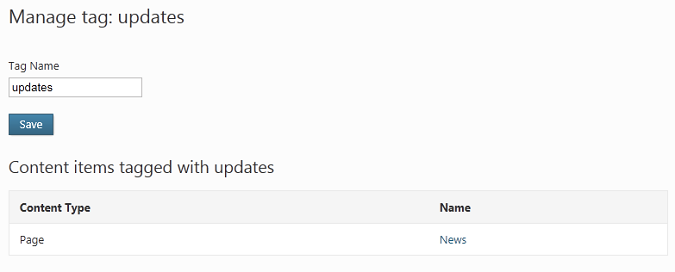 Manage tag: updates
Tag Name
updates
Save
Content items tagged with updates
Content Type Name
Page News